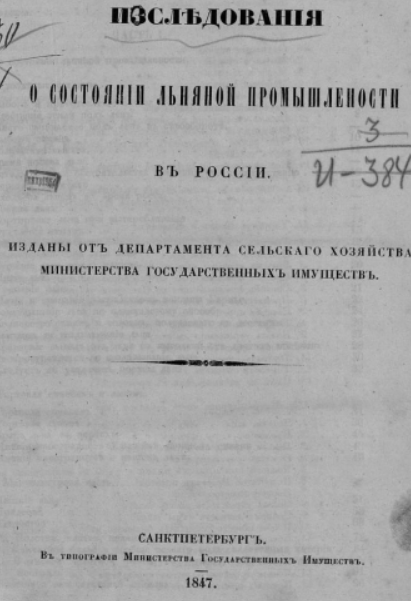 ИЗСЛѢДОВАНІЯ
О СОСТОЯНІИ ЛЬНЯНОЙ ПРОМЫШЛЕНОСТИ
3
И-384
ВЪ РОССІИ.
ИЗДАНЫ ОТЪ ДЕПАРТАМЕНТА СЕЛЬСКАГО ХОЗЯЙСТВА
МИНИСТЕРСТВА ГОСУДАРСТВЕННЫХЪ ИМУЩЕСТВЪ.
САНКТПЕТЕРБУРГЪ.
Въ типографіи Министерства Государственныхъ Имуществъ.
1847.